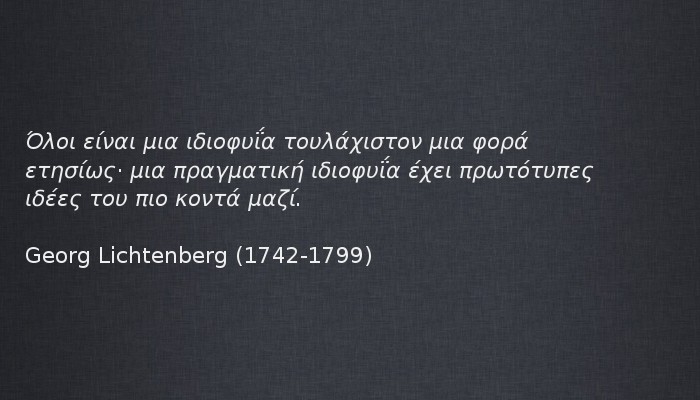 Όλοι είναι μια ιδιοφυΐα τουλάχιστον μια φορά
ετησίως· μια πραγματική ιδιοφυΐα έχει πρωτότυπες
ιδέες του πιο κοντά μαζί.
Georg Lichtenberg (1742-1799)